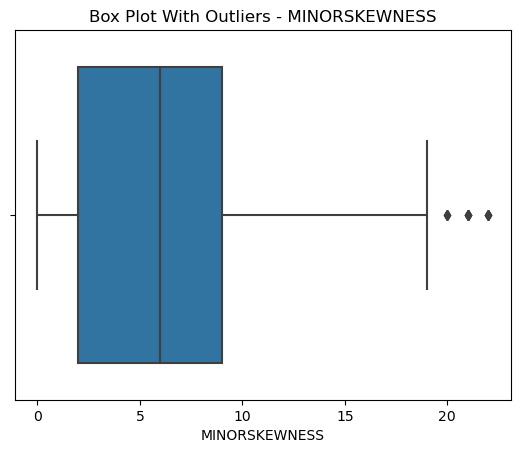 Box Plot With Outliers - MINORSKEWNESS
0 5 10 15 20
MINORSKEWNESS